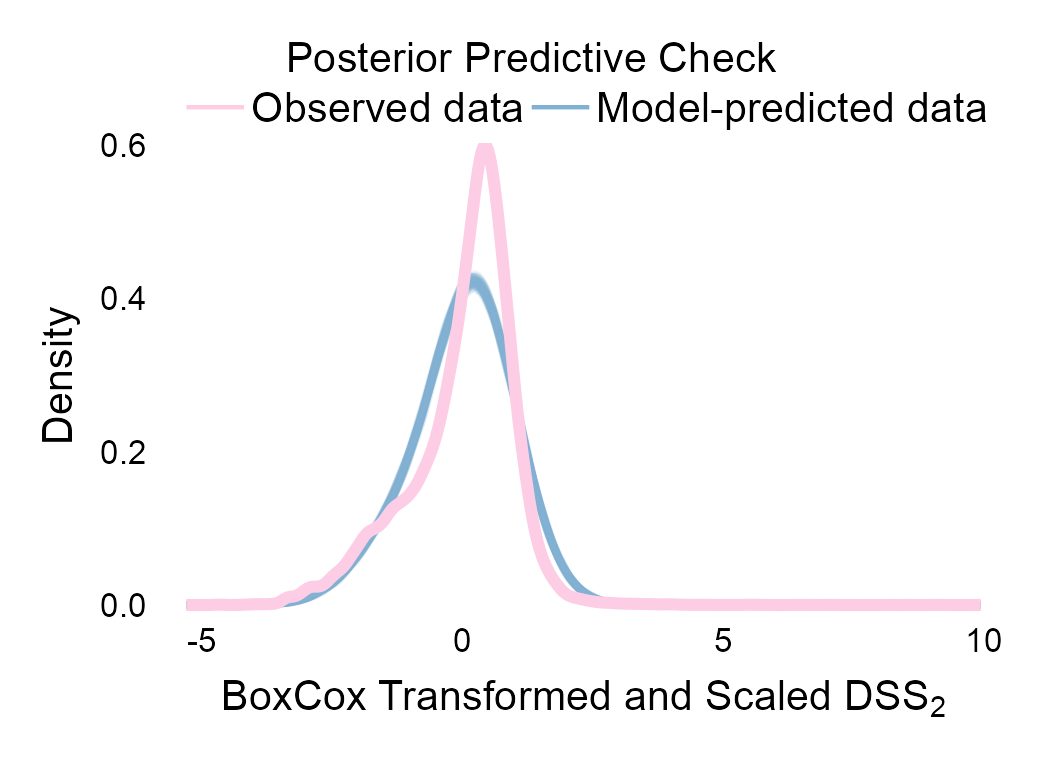 Posterior Predictive Check
Observed data Model-predicted data
0.6
0.4
0.2
0.0
Density
-5 0 5 10
BoxCox Transformed and Scaled DSS₂